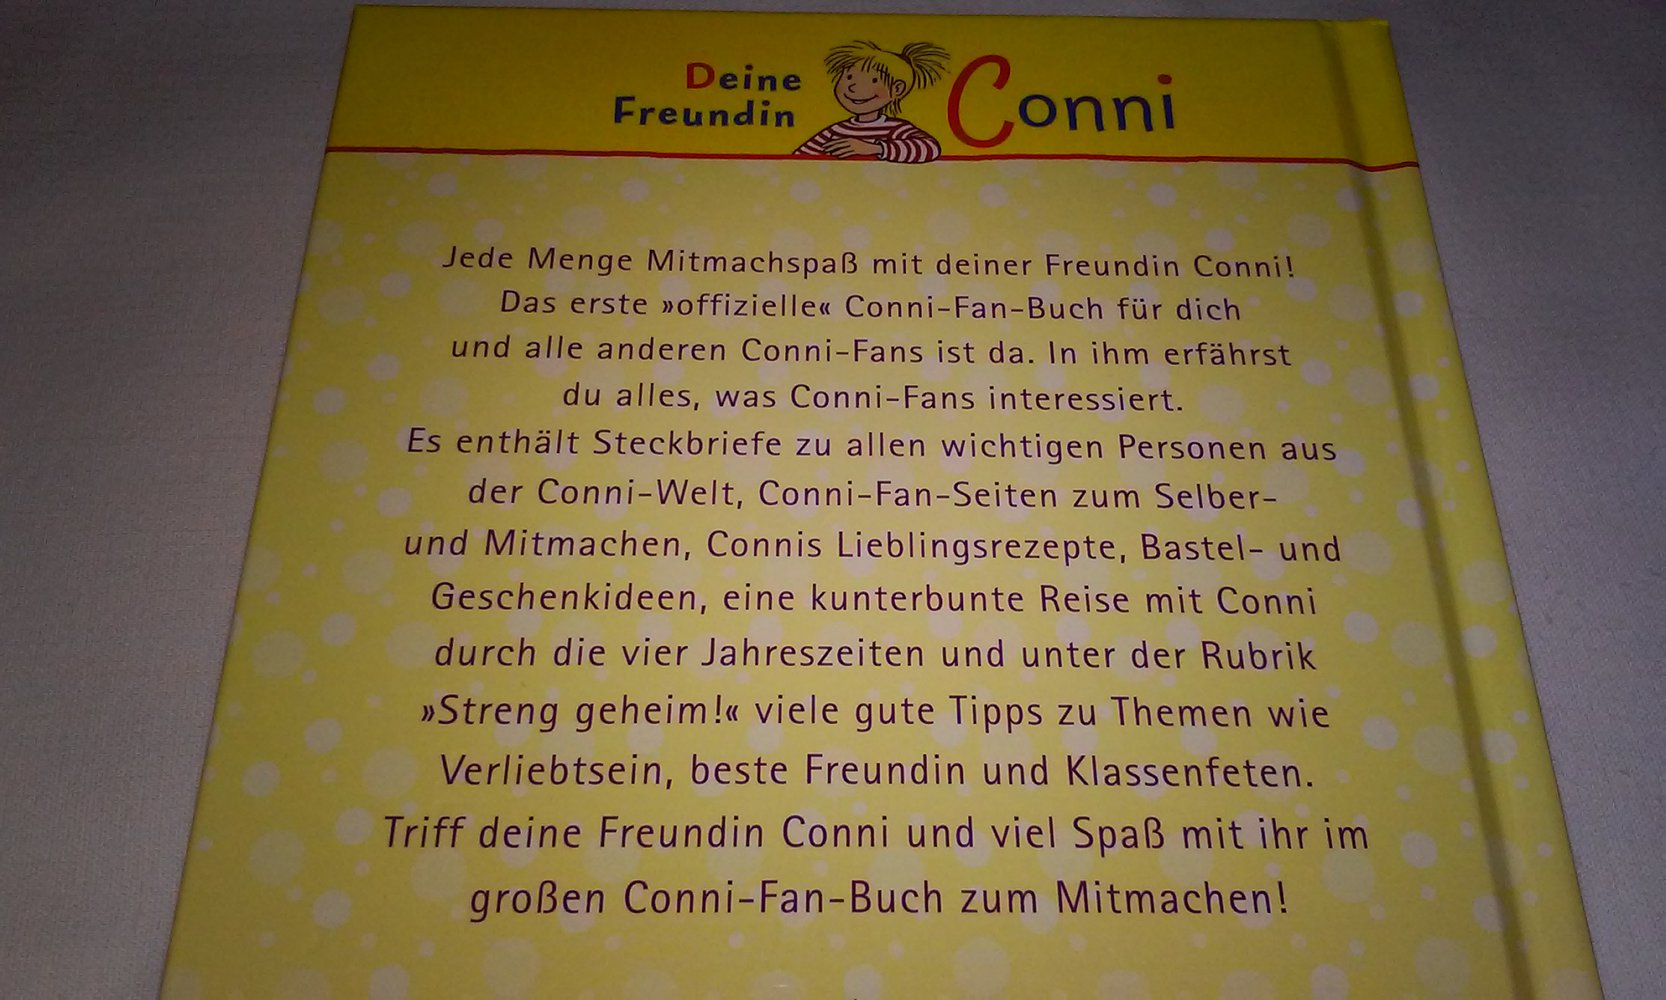 Deine
Freundin
Conni
Jede Menge Mitmachspaß mit deiner Freundin Conni!
Das erste »offizielle« Conni-Fan-Buch für dich
und alle anderen Conni-Fans ist da. In ihm erfährst
du alles, was Conni-Fans interessiert.
Es enthält Steckbriefe zu allen wichtigen Personen aus
der Conni-Welt, Conni-Fan-Seiten zum Selber-
und Mitmachen, Connis Lieblingsrezepte, Bastel- und
Geschenkideen, eine kunterbunte Reise mit Conni
durch die vier Jahreszeiten und unter der Rubrik
»Streng geheim!« viele gute Tipps zu Themen wie
Verliebtsein, beste Freundin und Klassenfeten.
Triff deine Freundin Conni und viel Spaß mit ihr im
großen Conni-Fan-Buch zum Mitmachen!